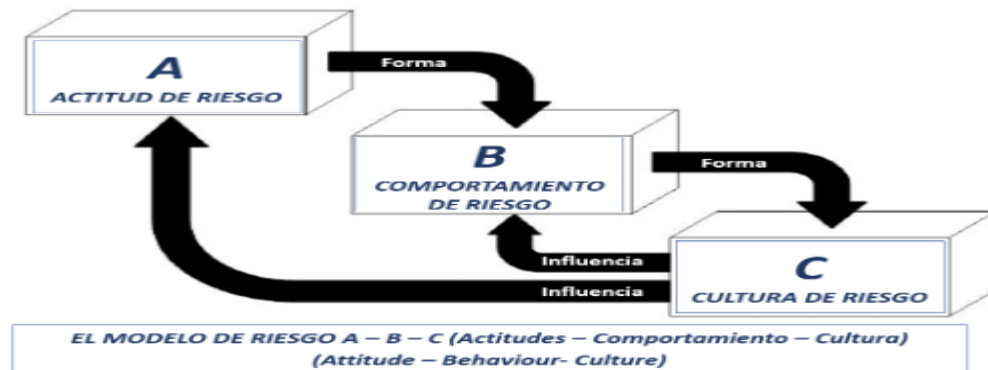 A
ACTITUD DE RIESGO
Forma
B
COMPORTAMIENTO
DE RIESGO
Forma
Influencia
Influencia
C
CULTURA DE RIESGO
EL MODELO DE RIESGO A – B – C (Actitudes – Comportamiento – Cultura)
(Attitude – Behaviour- Culture)